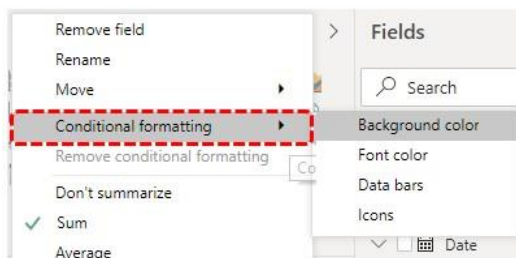 Remove field
Rename
Move
Conditional formatting
Remove conditional formatting
Co
Don't summarize
Sum
Average
Fields
Search
Background color
Font color
Data bars
Icons
Date